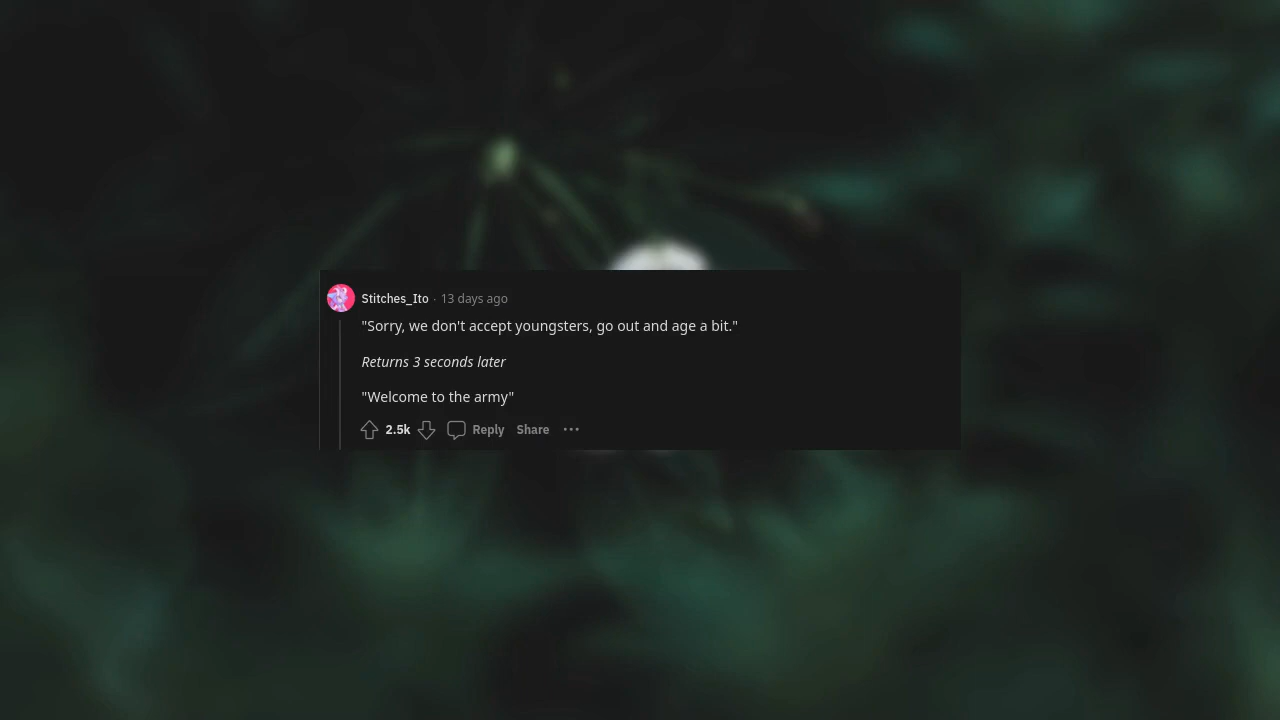 Stitches_Ito · 13 days ago
"Sorry, we don't accept youngsters, go out and age a bit."
Returns 3 seconds later
"Welcome to the army"
2.5k Reply Share ···